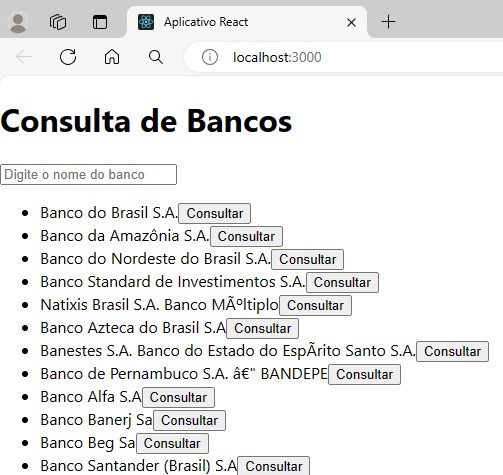 Aplicativo React
localhost:3000
Consulta de Bancos
Digite o nome do banco
Banco do Brasil S.A. Consultar
Banco da Amazônia S.A. Consultar
Banco do Nordeste do Brasil S.A. Consultar
Banco Standard de Investimentos S.A. Consultar
Natixis Brasil S.A. Banco MÃºltiplo Consultar
Banco Azteca do Brasil S.A Consultar
Banestes S.A. Banco do Estado do EspÃrito Santo S.A. Consultar
Banco de Pernambuco S.A. â€" BANDEPE Consultar
Banco Alfa S.A Consultar
Banco Banerj Sa Consultar
Banco Beg Sa Consultar
Banco Santander (Brasil) S.A Consultar